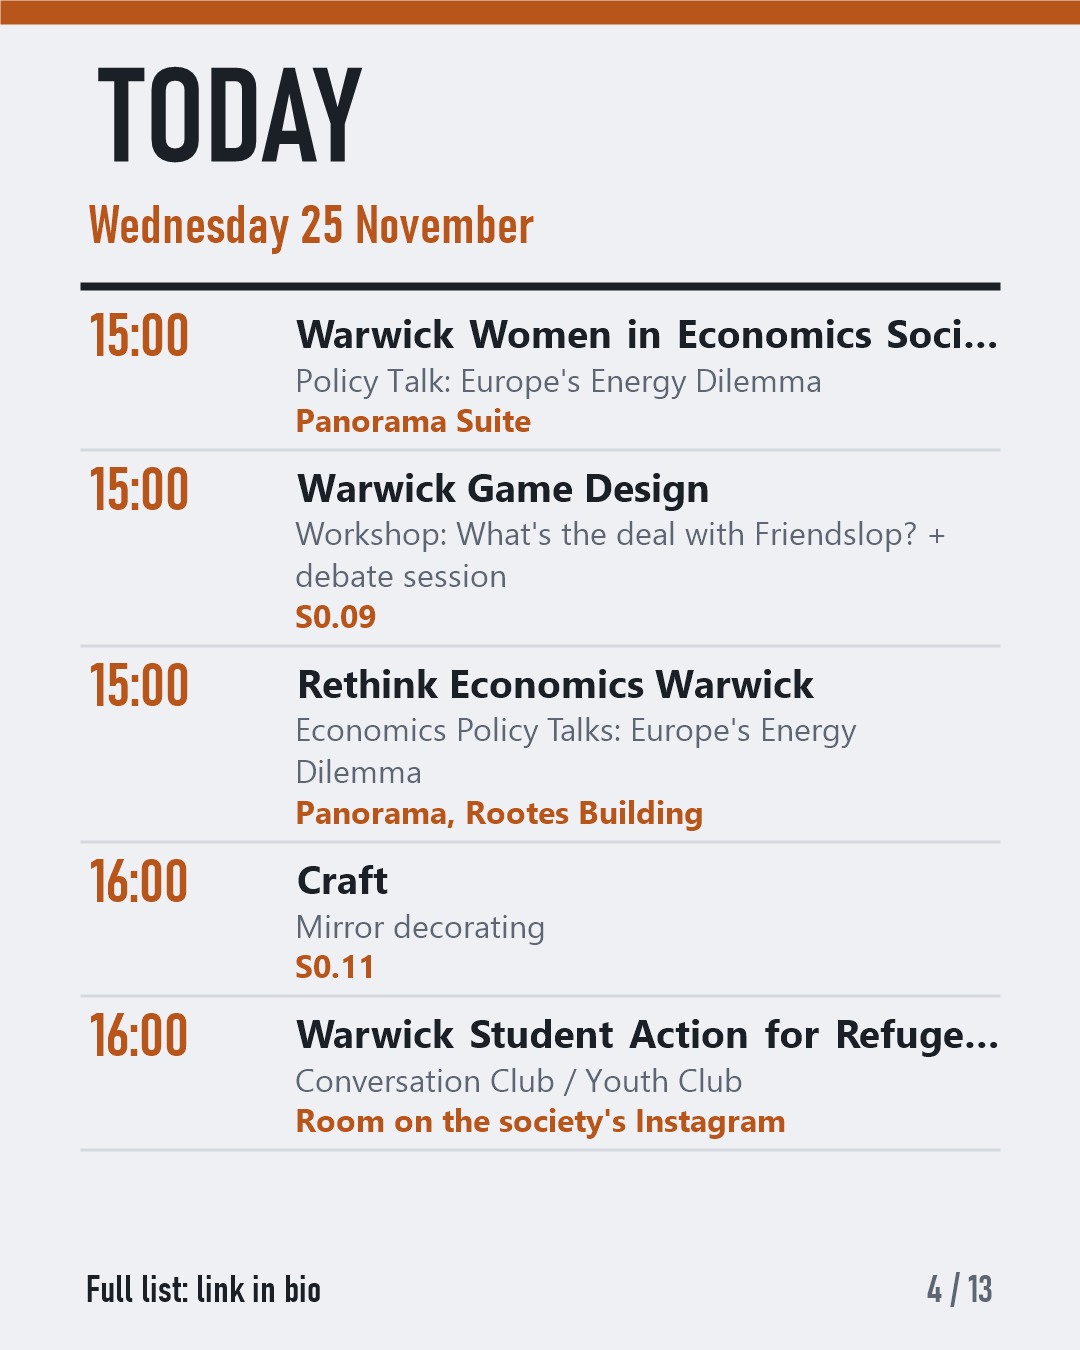 TODAY
Wednesday 25 November
15:00
Warwick Women in Economics Soci...
Policy Talk: Europe's Energy Dilemma
Panorama Suite
15:00
Warwick Game Design
Workshop: What's the deal with Friendslop? +
debate session
S0.09
15:00
Rethink Economics Warwick
Economics Policy Talks: Europe's Energy
Dilemma
Panorama, Rootes Building
16:00
Craft
Mirror decorating
S0.11
16:00
Warwick Student Action for Refuge...
Conversation Club / Youth Club
Room on the society's Instagram
Full list: link in bio
4 / 13